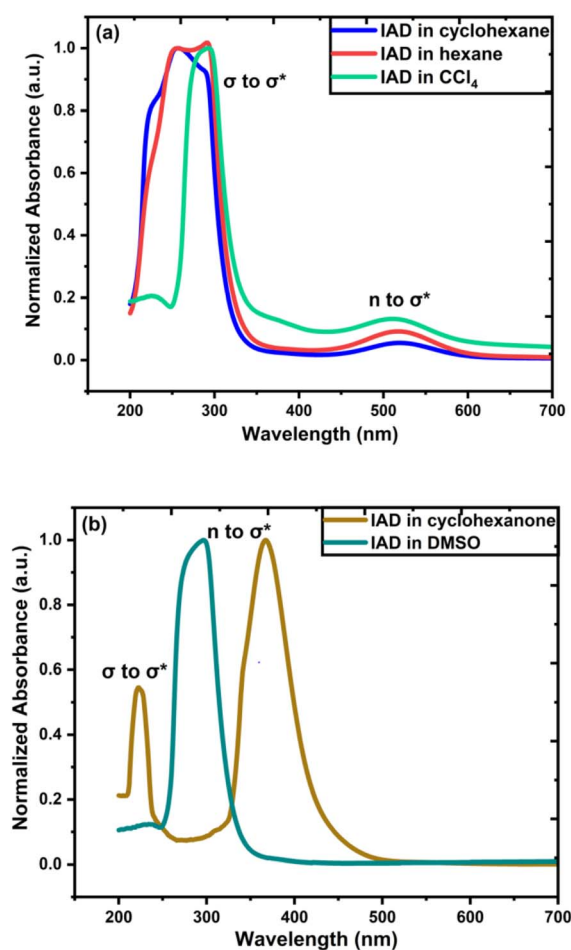 (a)
IAD in cyclohexane
IAD in hexane
IAD in CCl₄
σ to σ*
n to σ*
1.0
0.8
0.6
0.4
0.2
0.0
Normalized Absorbance (a.u.)
200 300 400 500 600 700
Wavelength (nm)
(b)
n to σ*
IAD in cyclohexanone
IAD in DMSO
σ to σ*
1.0
0.8
0.6
0.4
0.2
0.0
Normalized Absorbance (a.u.)
200 300 400 500 600 700
Wavelength (nm)